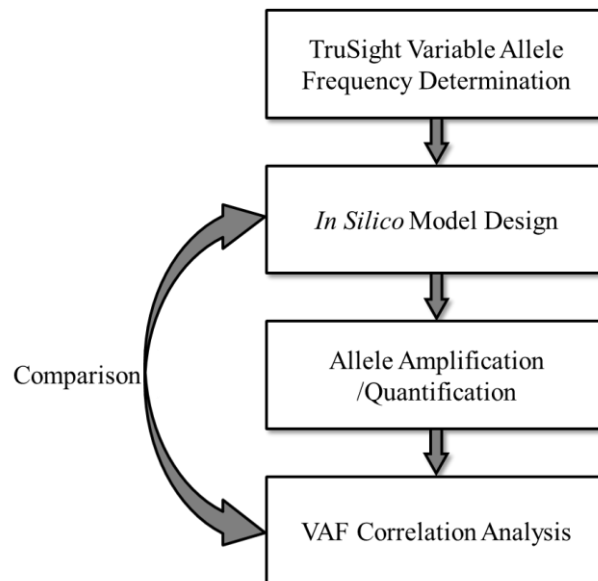 TruSight Variable Allele
Frequency Determination
In Silico Model Design
Allele Amplification
/Quantification
Comparison
VAF Correlation Analysis